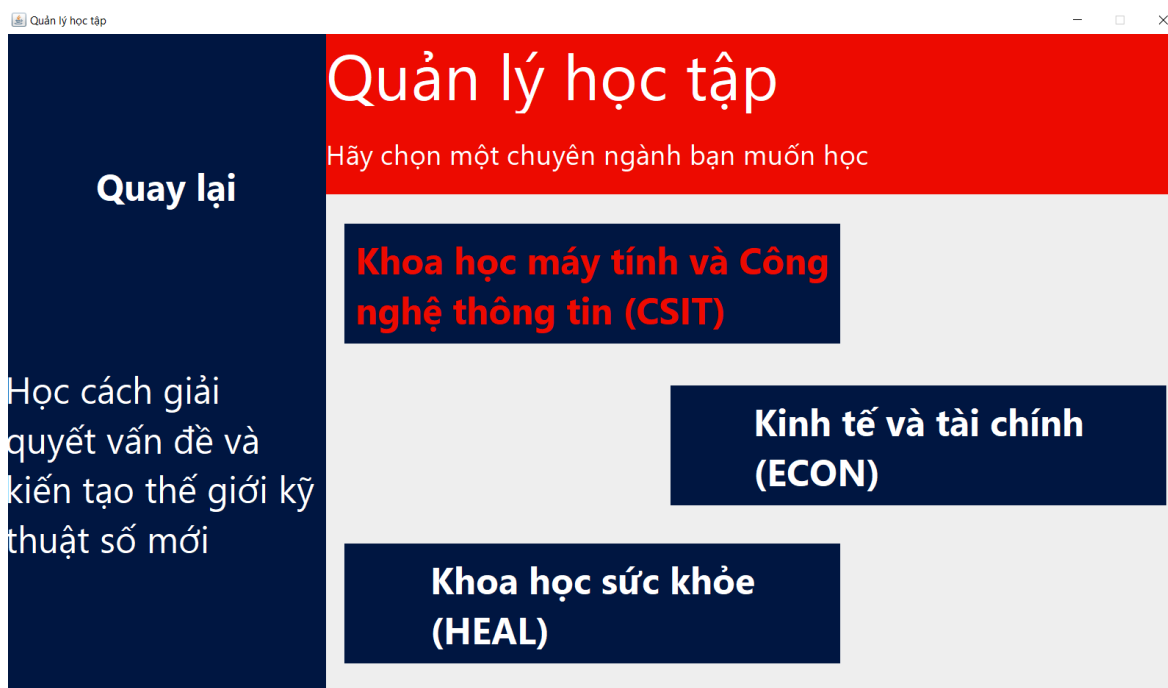 Quản lý học tập
Quản lý học tập
Hãy chọn một chuyên ngành bạn muốn học
Quay lại
Học cách giải
quyết vấn đề và
kiến tạo thế giới kỹ
thuật số mới
Khoa học máy tính và Công
nghệ thông tin (CSIT)
Kinh tế và tài chính
(ECON)
Khoa học sức khỏe
(HEAL)